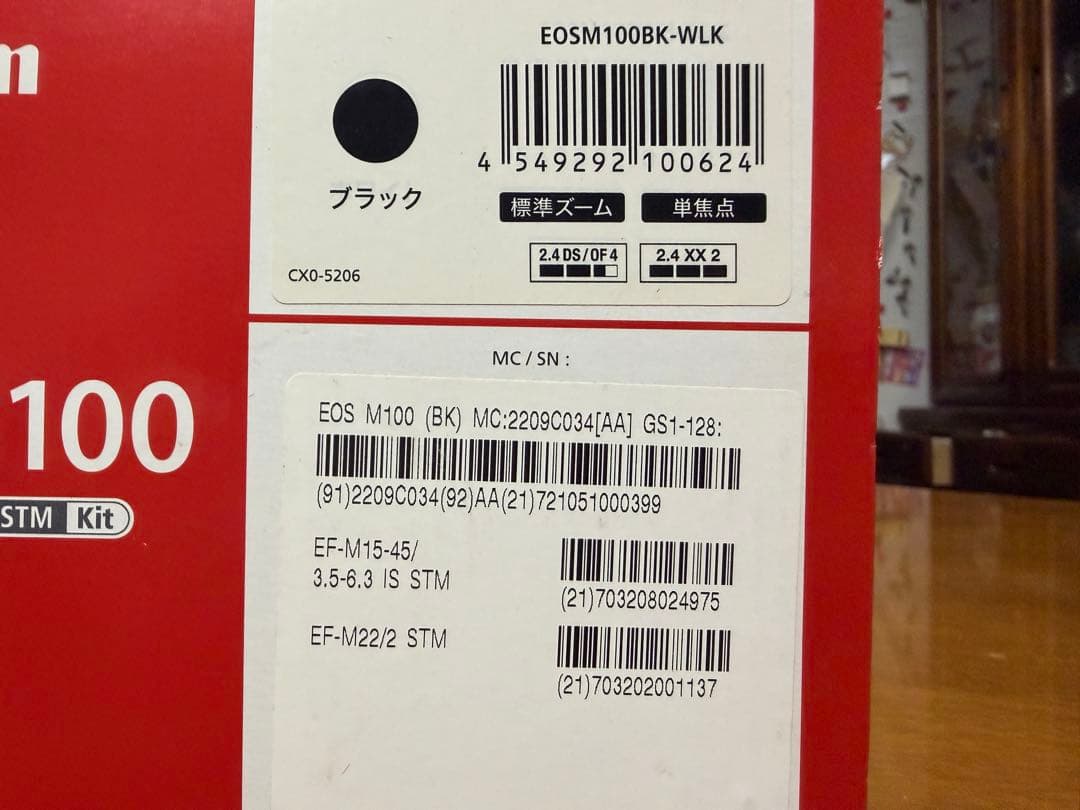 n
EOSM100BK-WLK
4 549292 100624
ブラック
標準ズーム 単焦点
2.4 DS/0F 4 2.4 XX 2
CX0-5206
MC / SN :
100
STM Kit
EOS M100 (BK) MC:2209C034[AA] GS1-128:
(91)2209C034(92)AA(21)721051000399
EF-M15-45/
3.5-6.3 IS STM
(21)703208024975
EF-M22/2 STM
(21)703202001137